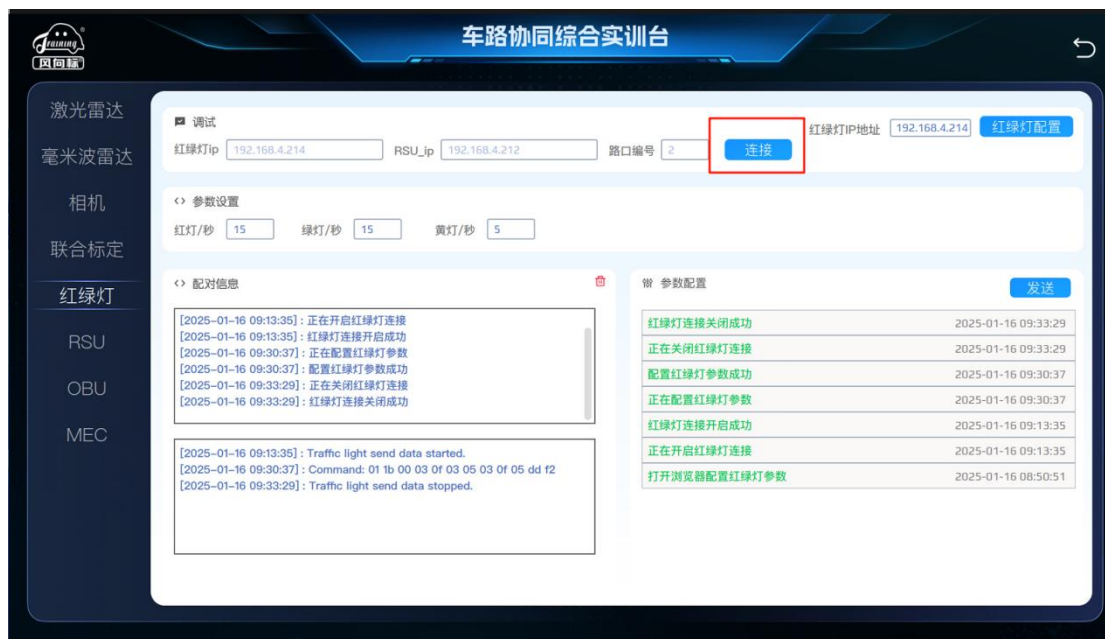 Training
风向标
车路协同综合实训台
激光雷达
毫米波雷达
相机
联合标定
红绿灯
RSU
OBU
MEC
调试
红绿灯IP地址 192.168.4.214 红绿灯配置
红绿灯ip 192.168.4.214 RSU_ip 192.168.4.212 路口编号 2 连接
<> 参数设置
红灯/秒 15 绿灯/秒 15 黄灯/秒 5
<> 配对信息
[2025-01-16 09:13:35] : 正在开启红绿灯连接
[2025-01-16 09:13:35] : 红绿灯连接开启成功
[2025-01-16 09:30:37] : 正在配置红绿灯参数
[2025-01-16 09:30:37] : 配置红绿灯参数成功
[2025-01-16 09:33:29] : 正在关闭红绿灯连接
[2025-01-16 09:33:29] : 红绿灯连接关闭成功
[2025-01-16 09:13:35] : Traffic light send data started.
[2025-01-16 09:30:37] : Command: 01 1b 00 03 0f 03 05 03 0f 05 dd f2
[2025-01-16 09:33:29] : Traffic light send data stopped.
参数配置 发送
红绿灯连接关闭成功 2025-01-16 09:33:29
正在关闭红绿灯连接 2025-01-16 09:33:29
配置红绿灯参数成功 2025-01-16 09:30:37
正在配置红绿灯参数 2025-01-16 09:30:37
红绿灯连接开启成功 2025-01-16 09:13:35
正在开启红绿灯连接 2025-01-16 09:13:35
打开浏览器配置红绿灯参数 2025-01-16 08:50:51